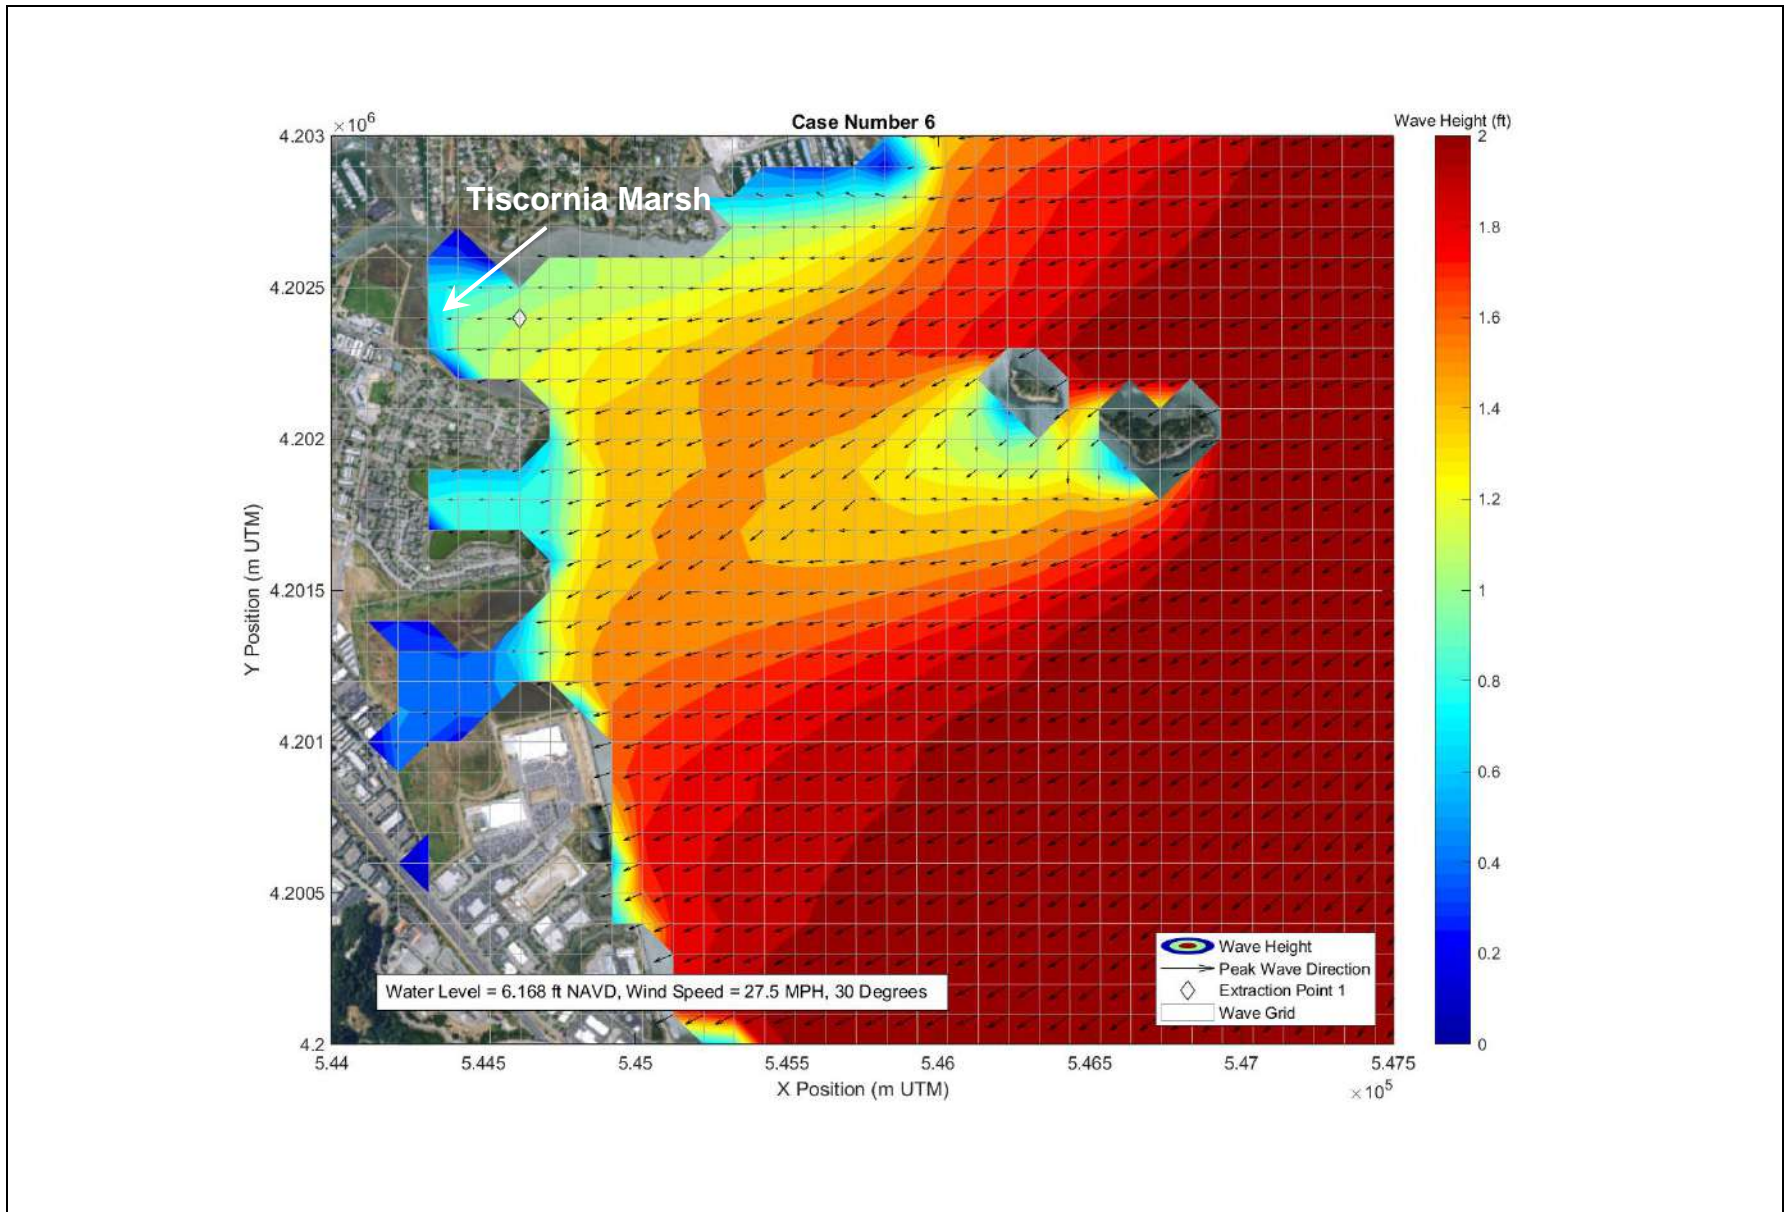 Case Number 6
Wave Height (ft)
×10⁶
4.203
4.2025
4.202
4.2015
4.201
4.2005
4.2
Y Position (m UTM)
Tiscornia Marsh
2
1.8
1.6
1.4
1.2
1
0.8
0.6
0.4
0.2
0
Wave Height
Peak Wave Direction
Extraction Point 1
Wave Grid
Water Level = 6.168 ft NAVD, Wind Speed = 27.5 MPH, 30 Degrees
5.44 5.445 5.45 5.455 5.46 5.465 5.47 5.475
X Position (m UTM)
×10⁵